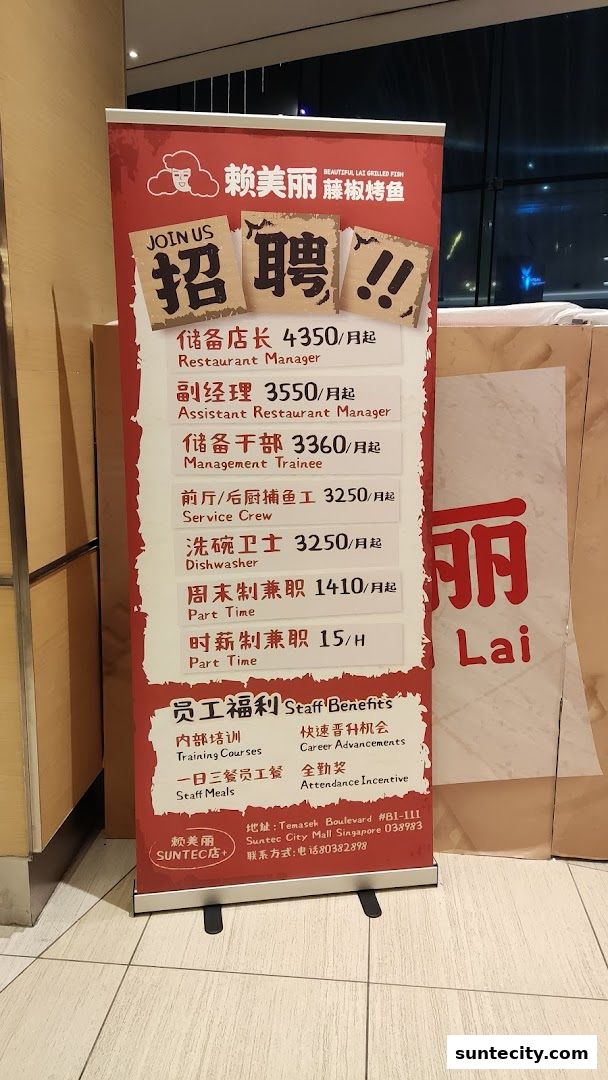 赖美丽 BEAUTIFUL LAI GRILLED FISH
藤椒烤鱼
JOIN US
招聘!!
储备店长 4350/月起
Restaurant Manager
副经理 3550/月起
Assistant Restaurant Manager
储备干部 3360/月起
Management Trainee
前厅/后厨捕鱼工 3250/月起
Service Crew
洗碗卫士 3250/月起
Dishwasher
周末制兼职 1410/月起
Part Time
时薪制兼职 15/H
Part Time
员工福利 Staff Benefits
内部培训
Training Courses
快速晋升机会
Career Advancements
一日三餐员工餐
Staff Meals
全勤奖
Attendance Incentive
赖美丽
SUNTEC店+
地址:Temasek Boulevard #B1-111
Suntec City Mall Singapore 038983
联系方式:电话80382898
丽
Lai
suntecity.com